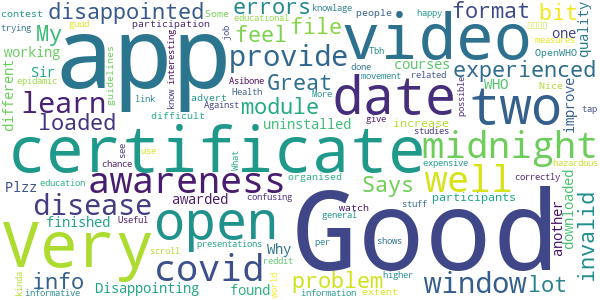 contest
guud
participation
Some
educational
knowlage
people
happy
disappointed
errors
format
bit
trying
My
job
one
quality
epidamic
app
video
feel
file
Tbh
done
OpenWHO
measures
working
different
Sir
guidelines
know
interesting
provide
movement
related
WHO
experienced
Nice
link
advert
Asibone
Great
courses
possible
improve
learn
Health
date
two
tap
loaded
difficult
Against
module
More
give
uninstalled
increase
studies
certificate
midnight
expensive
hazardous
chance
see
use
What
organised
correctly
Plzz
awareness
Says
well
education
confusing
stuff
disease
awarded
participants
another
downloaded
invalid
Very
open
Good
finished
Useful
watch
general
covid
Why
presentations
per
shows
higher
scroll
reddit
info
problem
window
lot
kinda
informative
Disappointing
found
world
information
extent